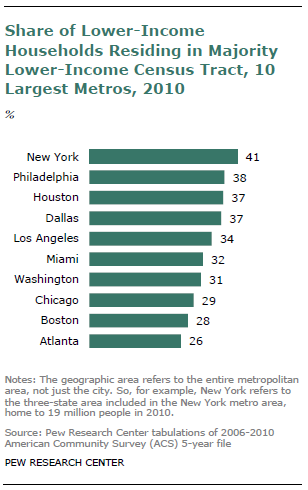 Share of Lower-Income
Households Residing in Majority
Lower-Income Census Tract, 10
Largest Metros, 2010
%
New York 41
Philadelphia 38
Houston 37
Dallas 37
Los Angeles 34
Miami 32
Washington 31
Chicago 29
Boston 28
Atlanta 26
Notes: The geographic area refers to the entire metropolitan
area, not just the city. So, for example, New York refers to
the three-state area included in the New York metro area,
home to 19 million people in 2010.
Source: Pew Research Center tabulations of 2006-2010
American Community Survey (ACS) 5-year file
PEW RESEARCH CENTER